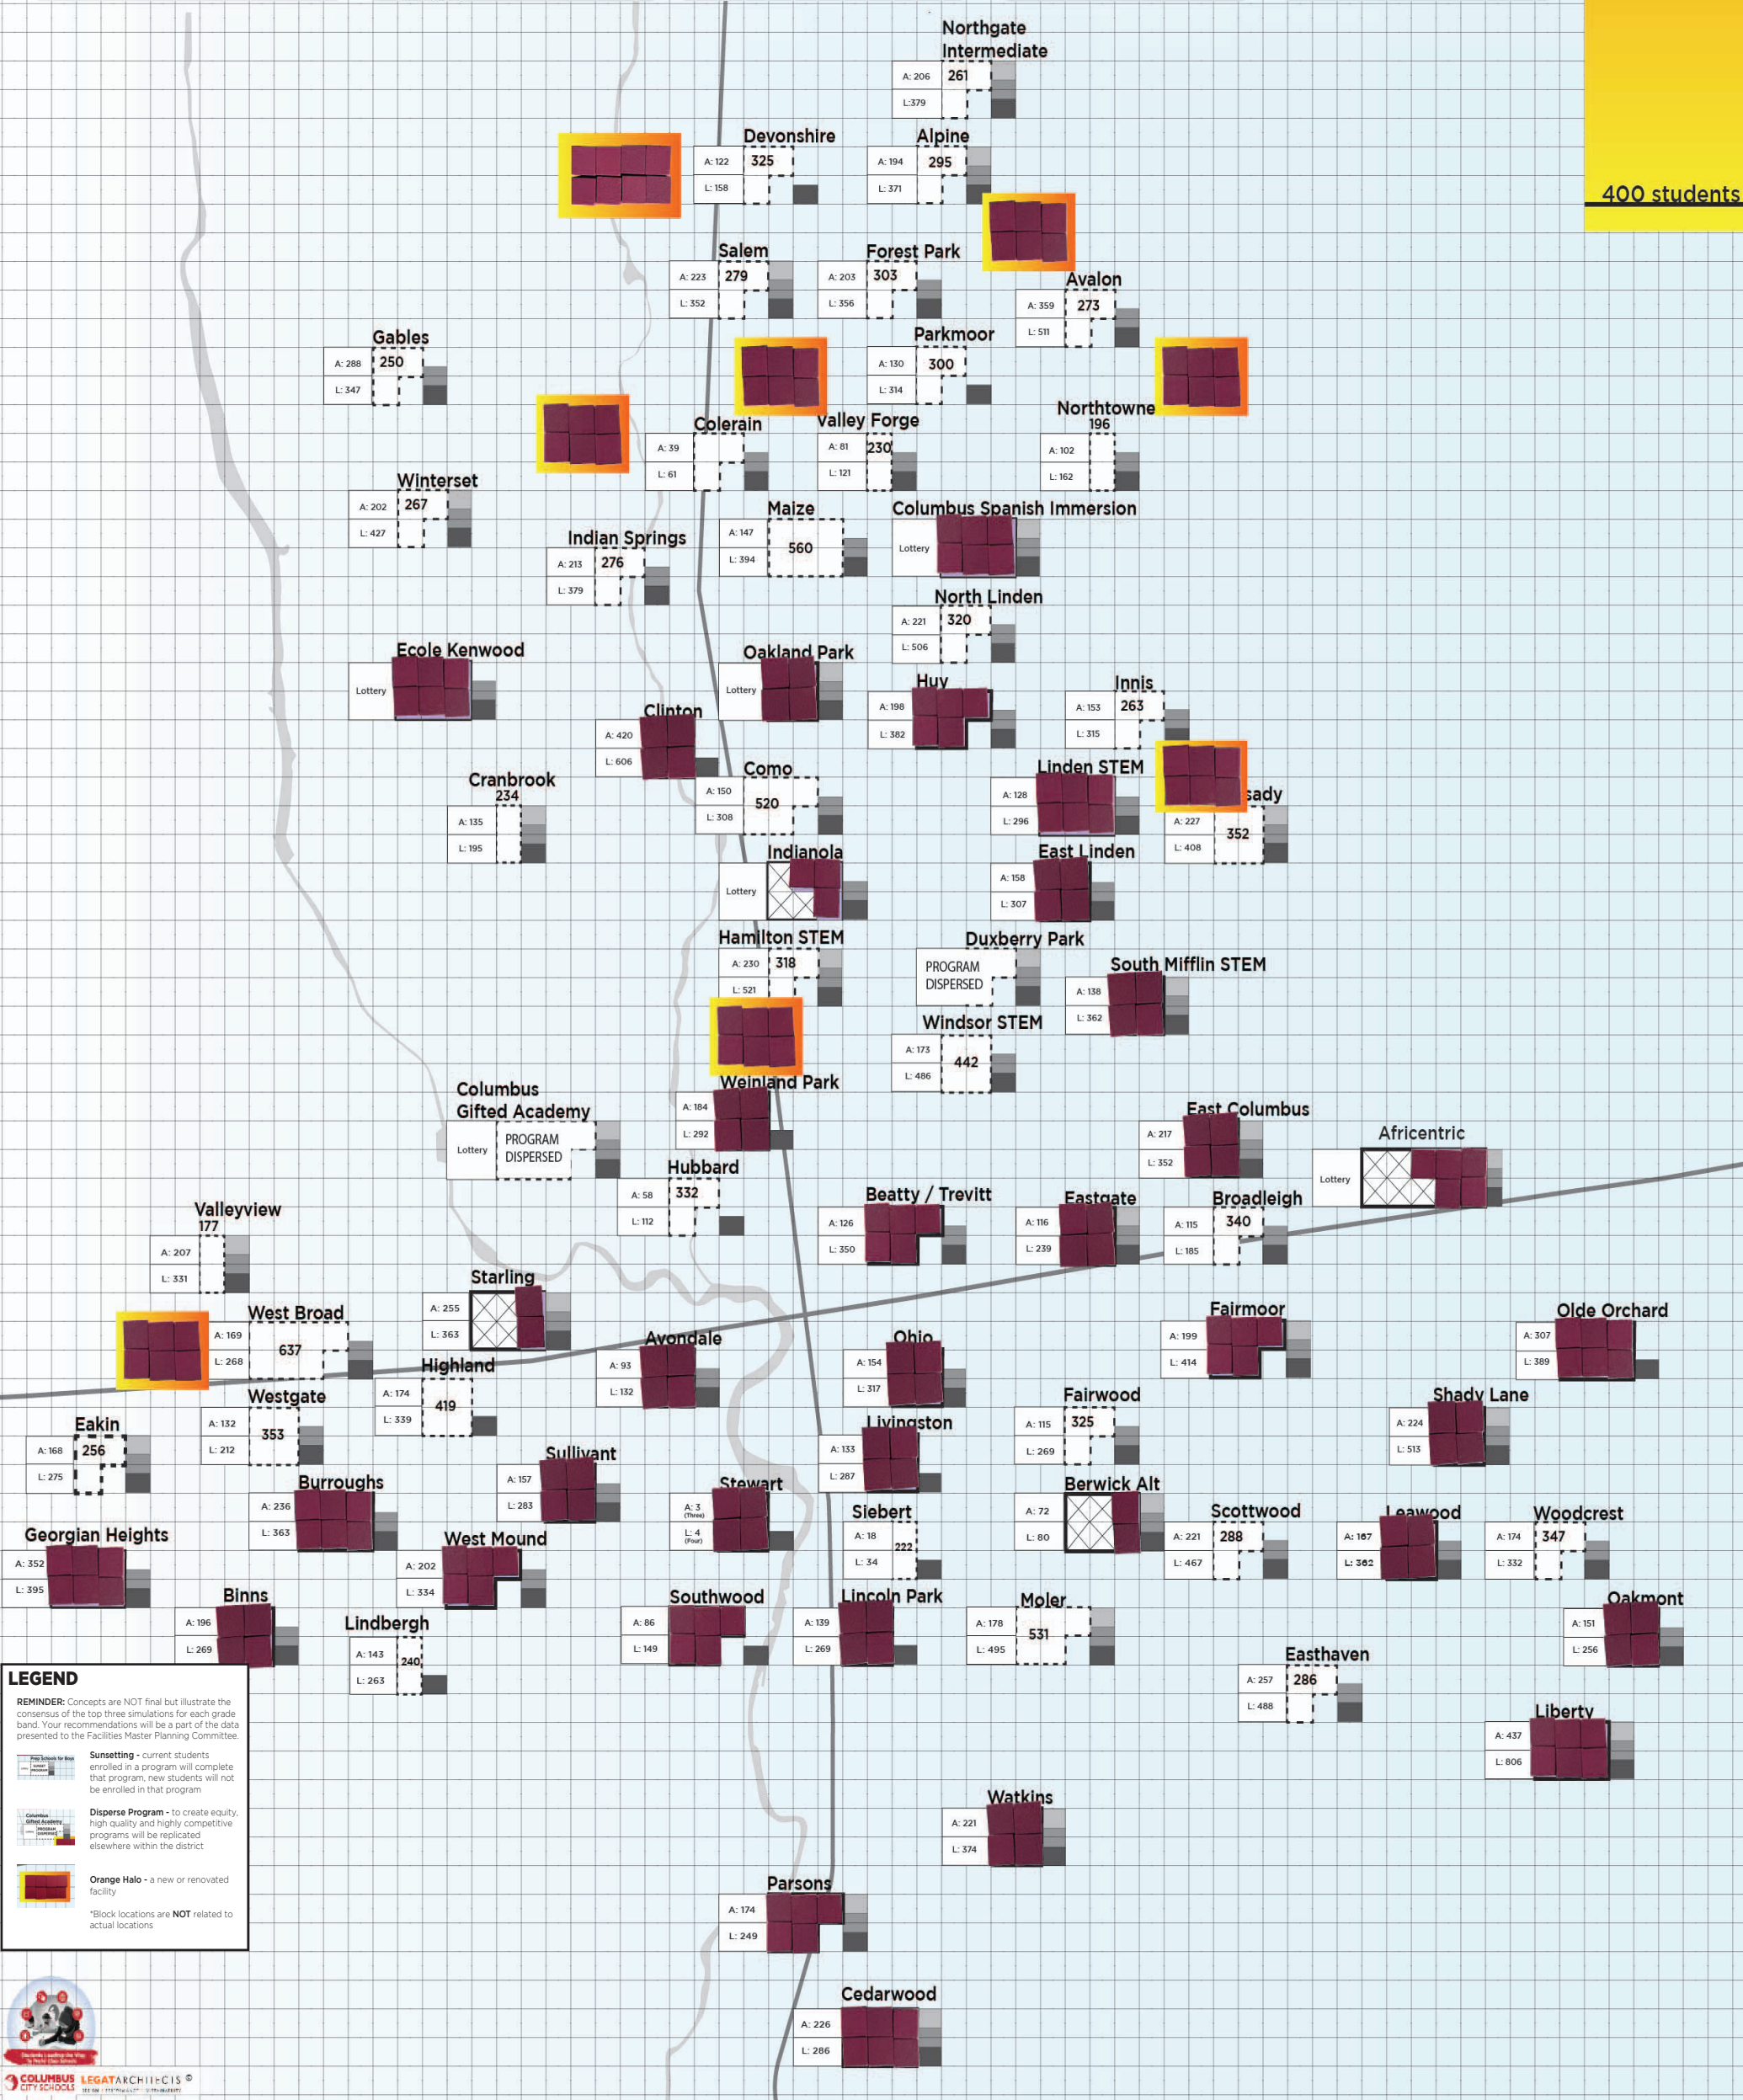 Northgate
Intermediate
A: 206
261
L:379
400 students
Devonshire
A: 122
325
L: 158
Alpine
A: 194
295
L: 371
Salem
A: 223
279
L: 352
Forest Park
A: 203
303
L: 356
Avalon
A: 359
273
L: 511
Gables
A: 288
250
L: 347
Parkmoor
A: 130
300
L: 314
Colerain
A: 39
L: 61
Valley Forge
A: 81
230
L: 121
Northtowne
196
A: 102
L: 162
Winterset
A: 202
267
L: 427
Indian Springs
A: 213
276
L: 379
Maize
A: 147
560
L: 394
Columbus Spanish Immersion
Lottery
North Linden
A: 221
320
L: 506
Ecole Kenwood
Lottery
Oakland Park
Lottery
Huy
A: 198
L: 382
Innis
A: 153
263
L: 315
Clinton
A: 420
L: 606
Como
A: 150
520
L: 308
Linden STEM
A: 128
L: 296
sady
A: 227
352
L: 408
Cranbrook
234
A: 135
L: 195
Indianola
Lottery
East Linden
A: 158
L: 307
Hamilton STEM
A: 230
318
L: 521
Duxberry Park
PROGRAM
DISPERSED
South Mifflin STEM
A: 138
L: 362
Windsor STEM
A: 173
442
L: 486
Columbus
Gifted Academy
Lottery
PROGRAM
DISPERSED
Weinland Park
A: 184
L: 292
East Columbus
A: 217
L: 352
Africentric
Lottery
Hubbard
A: 58
332
L: 112
Beatty / Trevitt
A: 126
L: 350
Eastgate
A: 116
L: 239
Broadleigh
A: 115
340
L: 185
Valleyview
177
A: 207
L: 331
Starling
A: 255
L: 363
West Broad
A: 169
637
L: 268
Avondale
A: 93
L: 132
Ohio
A: 154
L: 317
Fairmoor
A: 199
L: 414
Olde Orchard
A: 307
L: 389
Highland
A: 174
419
L: 339
Westgate
A: 132
353
L: 212
Eakin
A: 168
256
L: 275
Livingston
A: 133
L: 287
Fairwood
A: 115
325
L: 269
Shady Lane
A: 224
L: 513
Sullivant
A: 157
L: 283
Burroughs
A: 236
L: 363
Stewart
A: 3
(Three)
L: 4
(Four)
Siebert
A: 18
222
L: 34
Berwick Alt
A: 72
L: 80
Scottwood
A: 221
288
L: 467
Leawood
A: 167
L: 362
Woodcrest
A: 174
347
L: 332
Georgian Heights
A: 352
L: 395
West Mound
A: 202
L: 334
Binns
A: 196
L: 269
Lindbergh
A: 143
240
L: 263
Southwood
A: 86
L: 149
Lincoln Park
A: 139
L: 269
Moler
A: 178
531
L: 495
Oakmont
A: 151
L: 256
Easthaven
A: 257
286
L: 488
Liberty
A: 437
L: 806
Watkins
A: 221
L: 374
Parsons
A: 174
L: 249
Cedarwood
A: 226
L: 286
LEGEND
REMINDER: Concepts are NOT final but illustrate the
consensus of the top three simulations for each grade
band. Your recommendations will be a part of the data
presented to the Facilities Master Planning Committee.
Prep Schools for Boys
Sunsetting - current students
enrolled in a program will complete
that program, new students will not
be enrolled in that program
Columbus
Gifted Academy
Disperse Program - to create equity,
high quality and highly competitive
programs will be replicated
elsewhere within the district
Orange Halo - a new or renovated
facility
*Block locations are NOT related to
actual locations
COLUMBUS
CITY SCHOOLS
LEGATARCHITECTS ©